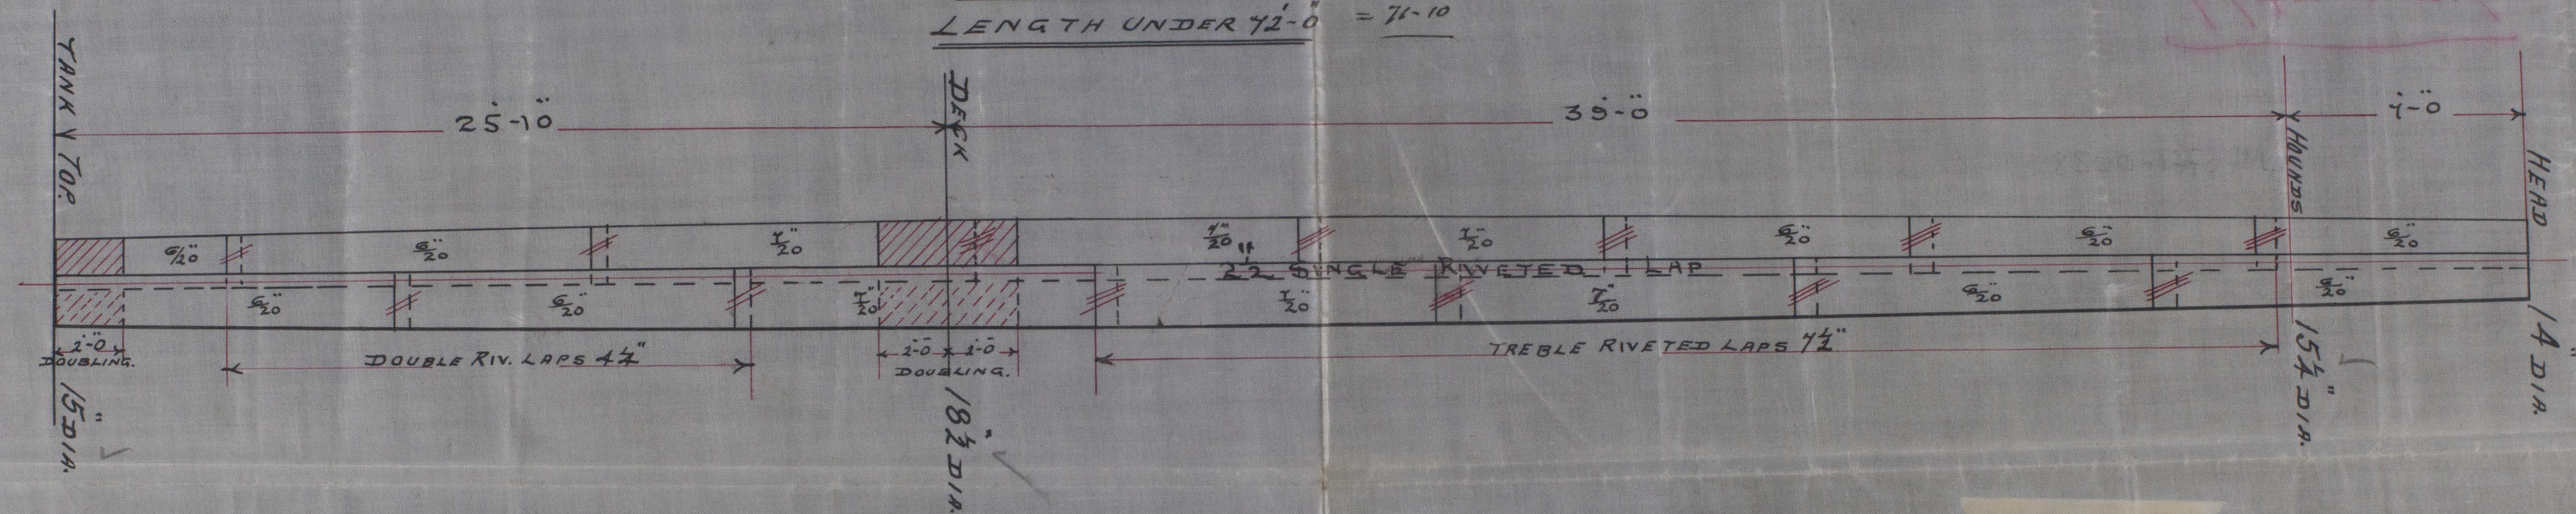 LENGTH UNDER 72'-0" = 71-10
TANK TOP.
25'-10"
DECK
39'-0"
HOUNDS
7'-0"
HEAD
6/20" 6/20" 7/20" 7/20" 7/20" 6/20" 6/20" 6/20"
2½" SINGLE RIVETED LAP
6/20" 6/20" 7/20" 7/20" 7/20" 6/20" 6/20"
2'-0"
DOUBLING.
DOUBLE RIV. LAPS 4¼"
2'-0" 2'-0"
DOUBLING.
TREBLE RIVETED LAPS 7½"
15" DIA.
18½" DIA.
15¼" DIA.
14" DIA.